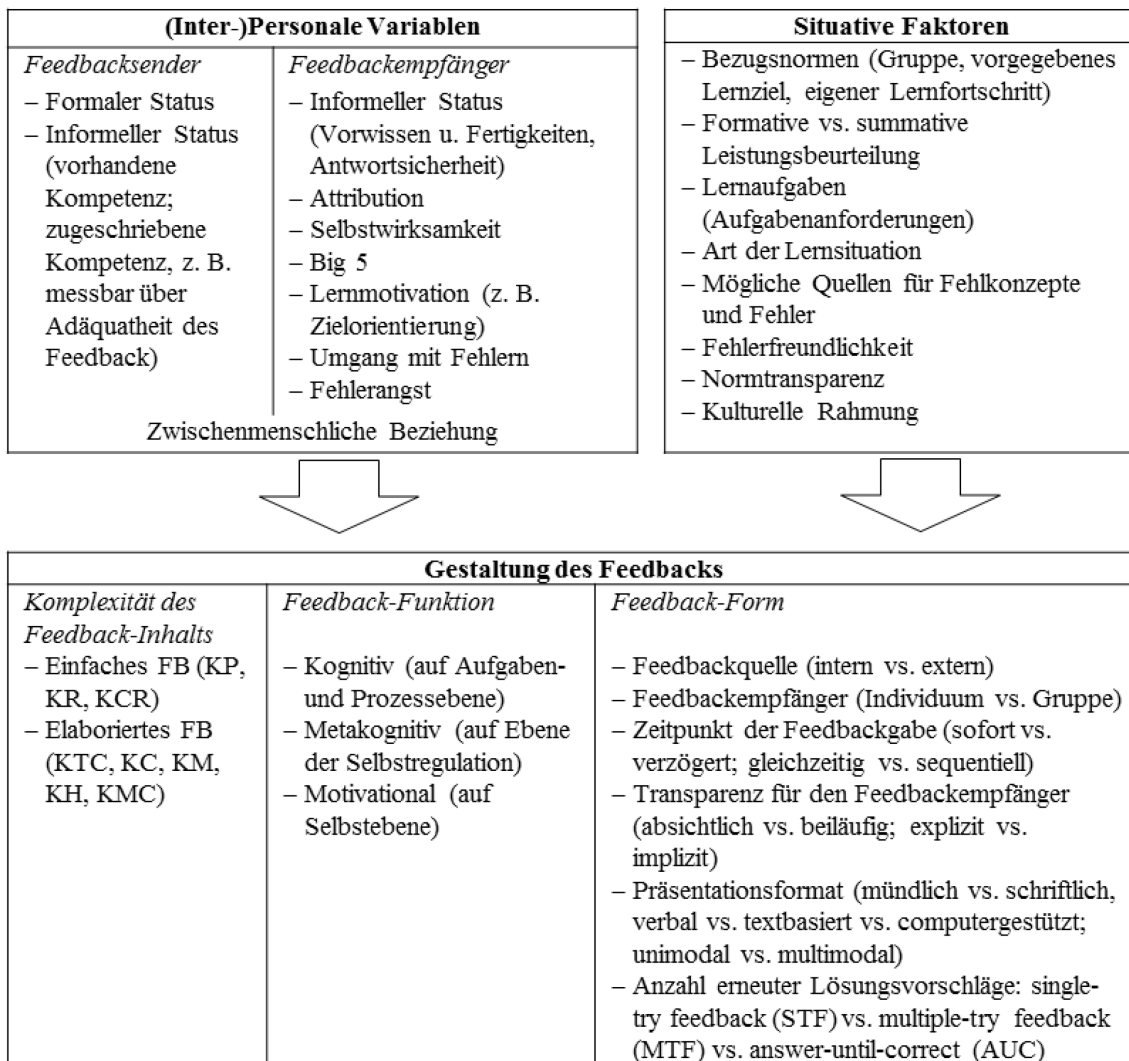 (Inter-)Personale Variablen
Feedbacksender
– Formaler Status
– Informeller Status
(vorhandene
Kompetenz;
zugeschriebene
Kompetenz, z. B.
messbar über
Adäquatheit des
Feedback)
Feedbackempfänger
– Informeller Status
(Vorwissen u. Fertigkeiten,
Antwortsicherheit)
– Attribution
– Selbstwirksamkeit
– Big 5
– Lernmotivation (z. B.
Zielorientierung)
– Umgang mit Fehlern
– Fehlerangst
Zwischenmenschliche Beziehung
Situative Faktoren
– Bezugsnormen (Gruppe, vorgegebenes
Lernziel, eigener Lernfortschritt)
– Formative vs. summative
Leistungsbeurteilung
– Lernaufgaben
(Aufgabenanforderungen)
– Art der Lernsituation
– Mögliche Quellen für Fehlkonzepte
und Fehler
– Fehlerfreundlichkeit
– Normtransparenz
– Kulturelle Rahmung
Gestaltung des Feedbacks
Komplexität des
Feedback-Inhalts
– Einfaches FB (KP,
KR, KCR)
– Elaboriertes FB
(KTC, KC, KM,
KH, KMC)
Feedback-Funktion
– Kognitiv (auf Aufgaben-
und Prozessebene)
– Metakognitiv (auf Ebene
der Selbstregulation)
– Motivational (auf
Selbstebene)
Feedback-Form
– Feedbackquelle (intern vs. extern)
– Feedbackempfänger (Individuum vs. Gruppe)
– Zeitpunkt der Feedbackgabe (sofort vs.
verzögert; gleichzeitig vs. sequentiell)
– Transparenz für den Feedbackempfänger
(absichtlich vs. beiläufig; explizit vs.
implizit)
– Präsentationsformat (mündlich vs. schriftlich,
verbal vs. textbasiert vs. computergestützt;
unimodal vs. multimodal)
– Anzahl erneuter Lösungsvorschläge: single-
try feedback (STF) vs. multiple-try feedback
(MTF) vs. answer-until-correct (AUC)